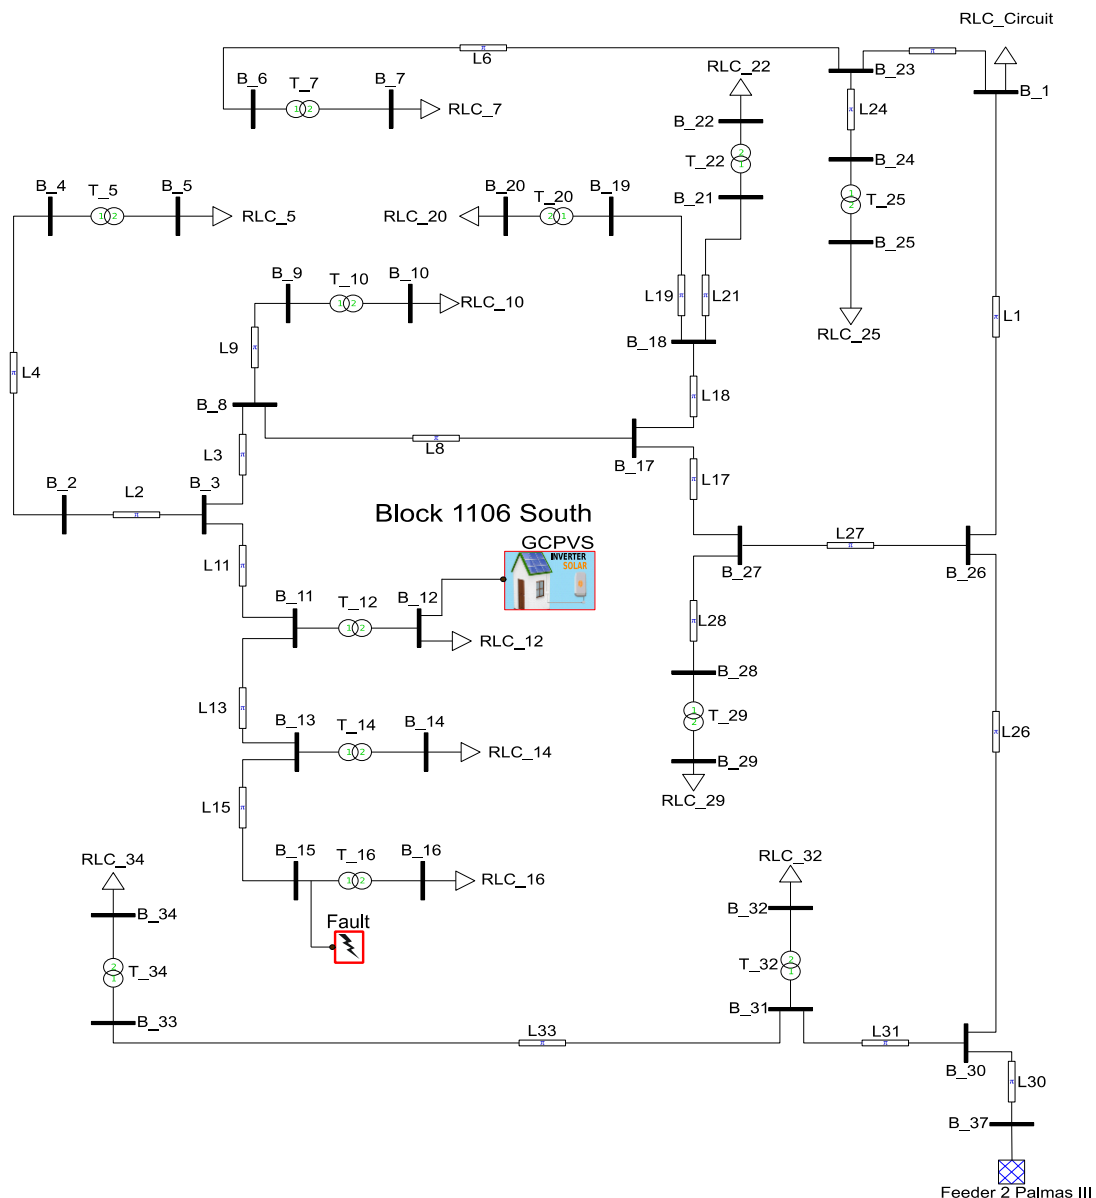 RLC_Circuit
L6
B_23
B_1
B_6
T_7
B_7
RLC_7
RLC_22
L24
B_22
T_22
B_21
B_24
T_25
B_25
RLC_25
B_4
T_5
B_5
RLC_5
B_20
T_20
B_19
RLC_20
B_9
T_10
B_10
RLC_10
L19
L21
L1
L9
B_18
L4
L18
B_8
L3
L8
B_17
L17
B_2
L2
B_3
Block 1106 South
GCPVS
INVERTER
SOLAR
L27
B_27
B_26
L11
B_11
T_12
B_12
RLC_12
L28
B_28
L13
B_13
T_14
B_14
RLC_14
T_29
B_29
RLC_29
L26
L15
B_15
T_16
B_16
RLC_16
Fault
RLC_34
B_34
T_34
B_33
RLC_32
B_32
T_32
B_31
L33
L31
B_30
L30
B_37
Feeder 2 Palmas III